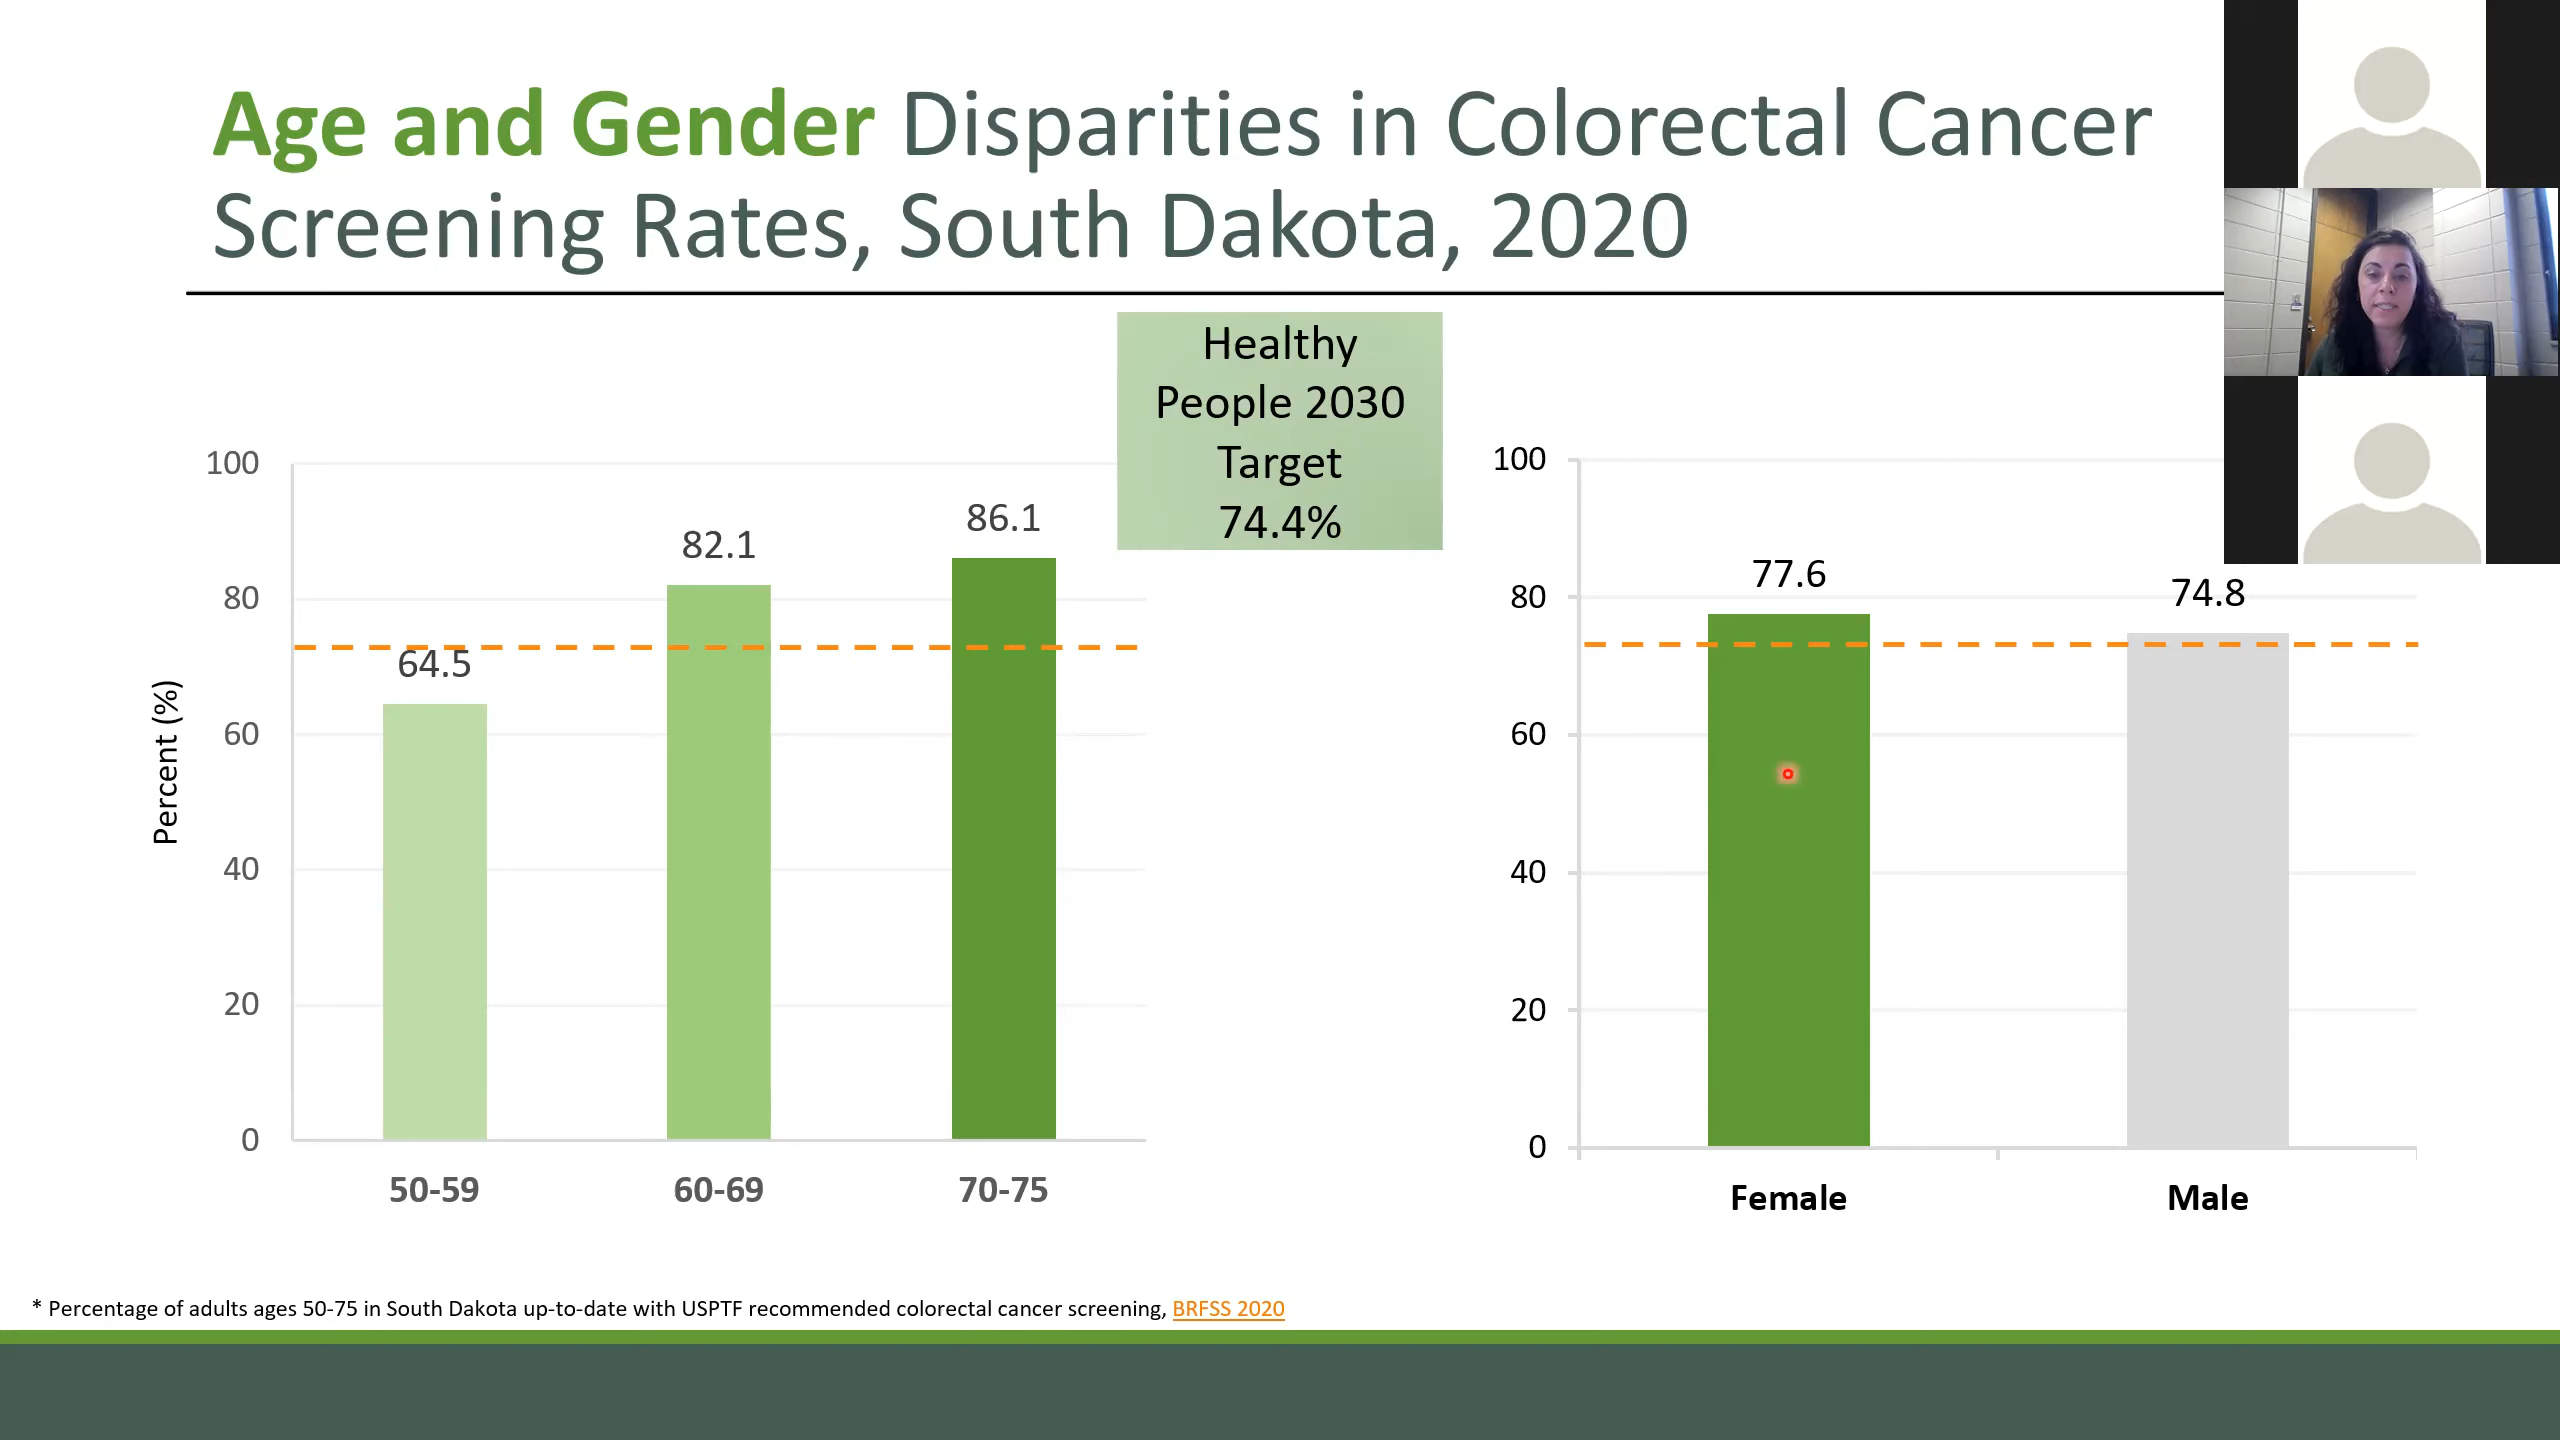 Age and Gender Disparities in Colorectal Cancer
Screening Rates, South Dakota, 2020
Healthy
People 2030
Target
74.4%
Percent (%)
100
80
60
40
20
0
64.5
82.1
86.1
50-59
60-69
70-75
100
80
60
40
20
0
77.6
74.8
Female
Male
* Percentage of adults ages 50-75 in South Dakota up-to-date with USPTF recommended colorectal cancer screening, BRFSS 2020